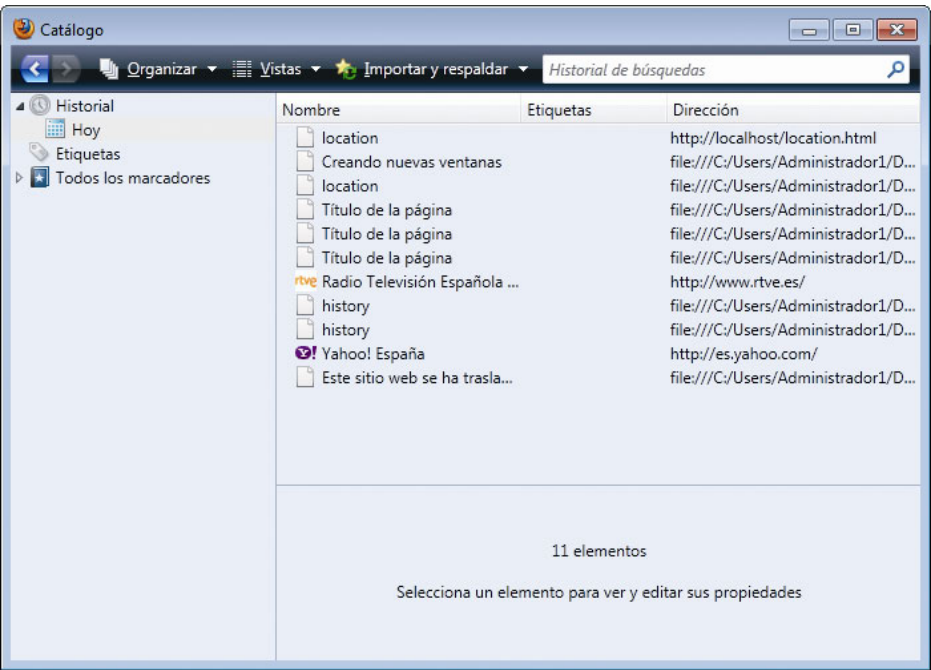 Catálogo
Organizar Vistas Importar y respaldar Historial de búsquedas
Historial
Hoy
Etiquetas
Todos los marcadores
Nombre Etiquetas Dirección
location http://localhost/location.html
Creando nuevas ventanas file:///C:/Users/Administrador1/D...
location file:///C:/Users/Administrador1/D...
Título de la página file:///C:/Users/Administrador1/D...
Título de la página file:///C:/Users/Administrador1/D...
Título de la página file:///C:/Users/Administrador1/D...
rtve Radio Televisión Española ... http://www.rtve.es/
history file:///C:/Users/Administrador1/D...
history file:///C:/Users/Administrador1/D...
Y! Yahoo! España http://es.yahoo.com/
Este sitio web se ha trasla... file:///C:/Users/Administrador1/D...
11 elementos
Selecciona un elemento para ver y editar sus propiedades